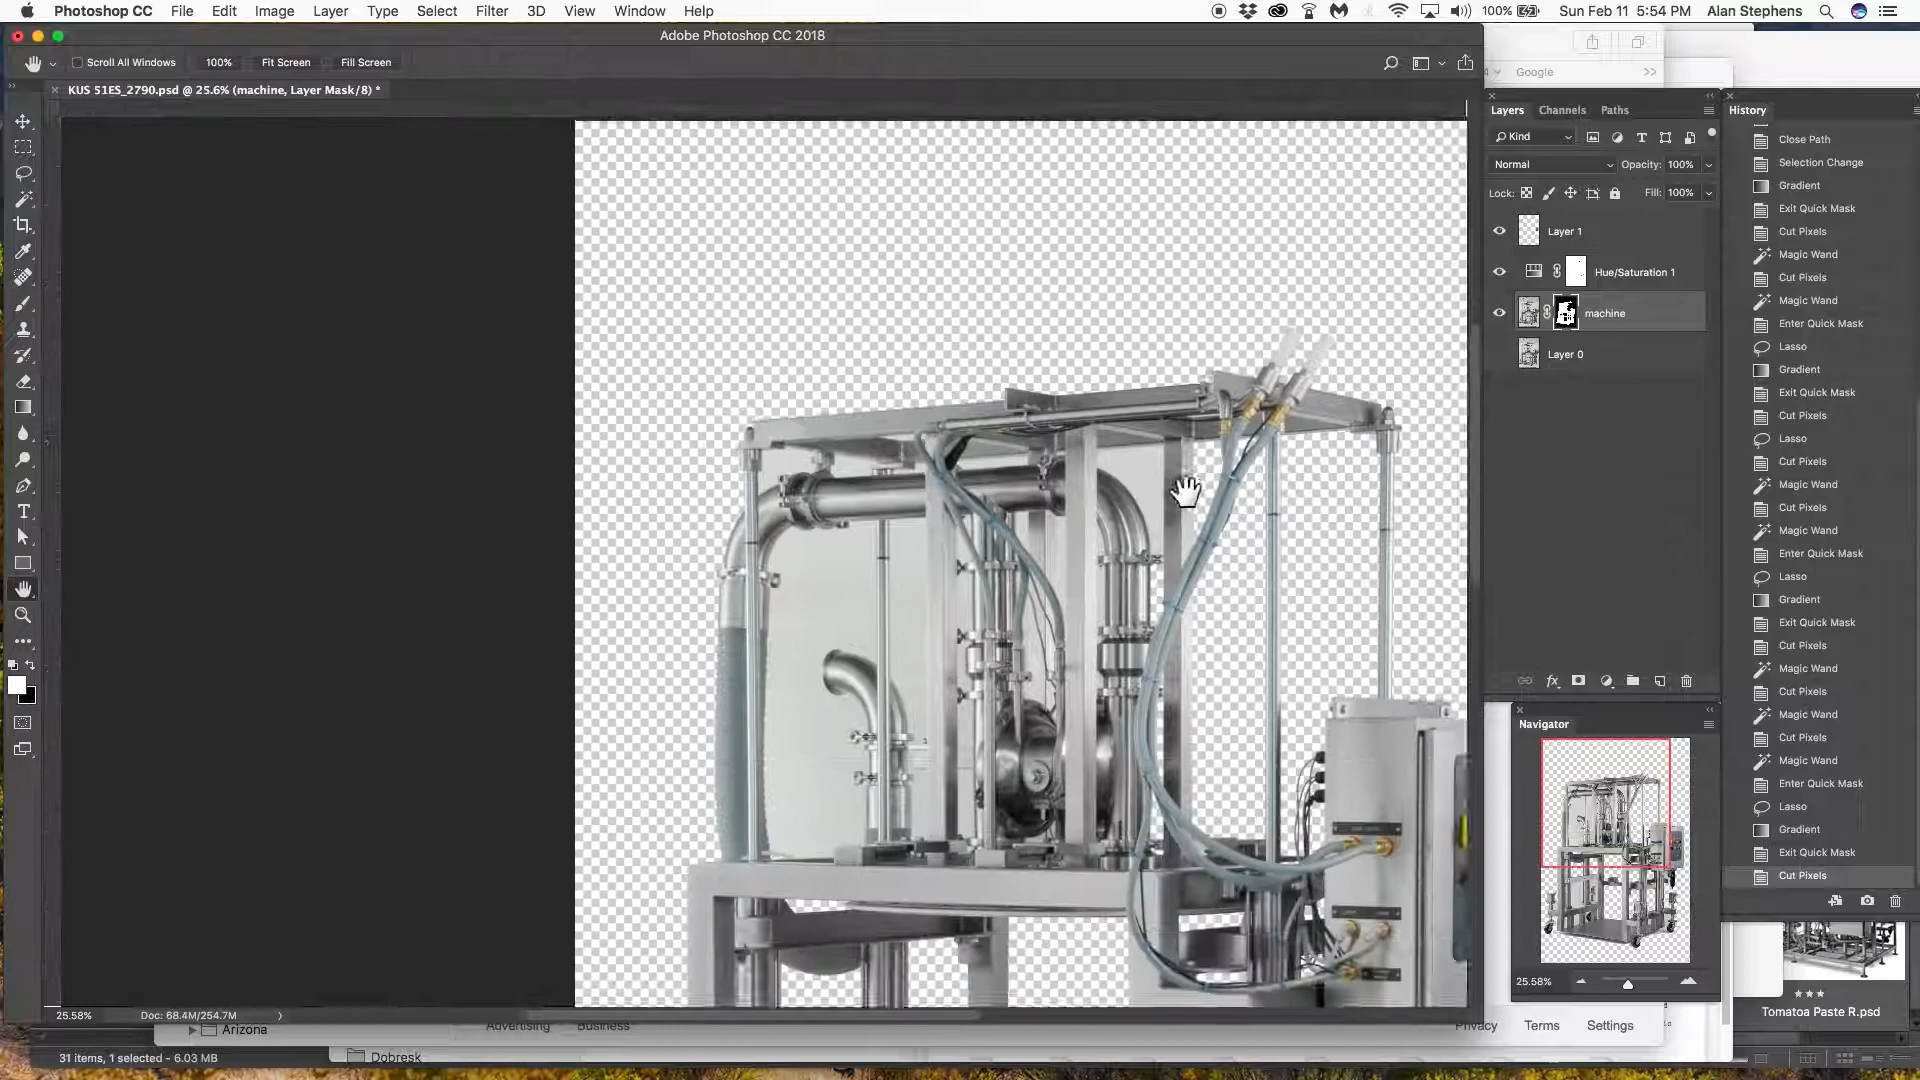 Photoshop CC File Edit Image Layer Type Select Filter 3D View Window Help 100% Sun Feb 11 5:54 PM Alan Stephens
Adobe Photoshop CC 2018
Scroll All Windows 100% Fit Screen Fill Screen
Google
KUS 51ES_2790.psd @ 25.6% (machine, Layer Mask/8) *
Layers Channels Paths
Kind
Normal Opacity: 100%
Lock: Fill: 100%
Layer 1
Hue/Saturation 1
machine
Layer 0
History
Close Path
Selection Change
Gradient
Exit Quick Mask
Cut Pixels
Magic Wand
Cut Pixels
Magic Wand
Enter Quick Mask
Lasso
Gradient
Exit Quick Mask
Cut Pixels
Lasso
Cut Pixels
Magic Wand
Cut Pixels
Magic Wand
Enter Quick Mask
Lasso
Gradient
Exit Quick Mask
Cut Pixels
Magic Wand
Cut Pixels
Magic Wand
Cut Pixels
Magic Wand
Enter Quick Mask
Lasso
Gradient
Exit Quick Mask
Cut Pixels
Navigator
25.58%
Tomatoa Paste R.psd
25.58% Doc: 68.4M/254.7M
Arizona Advertising Business Privacy Terms Settings
31 items, 1 selected - 6.03 MB
Dobresk